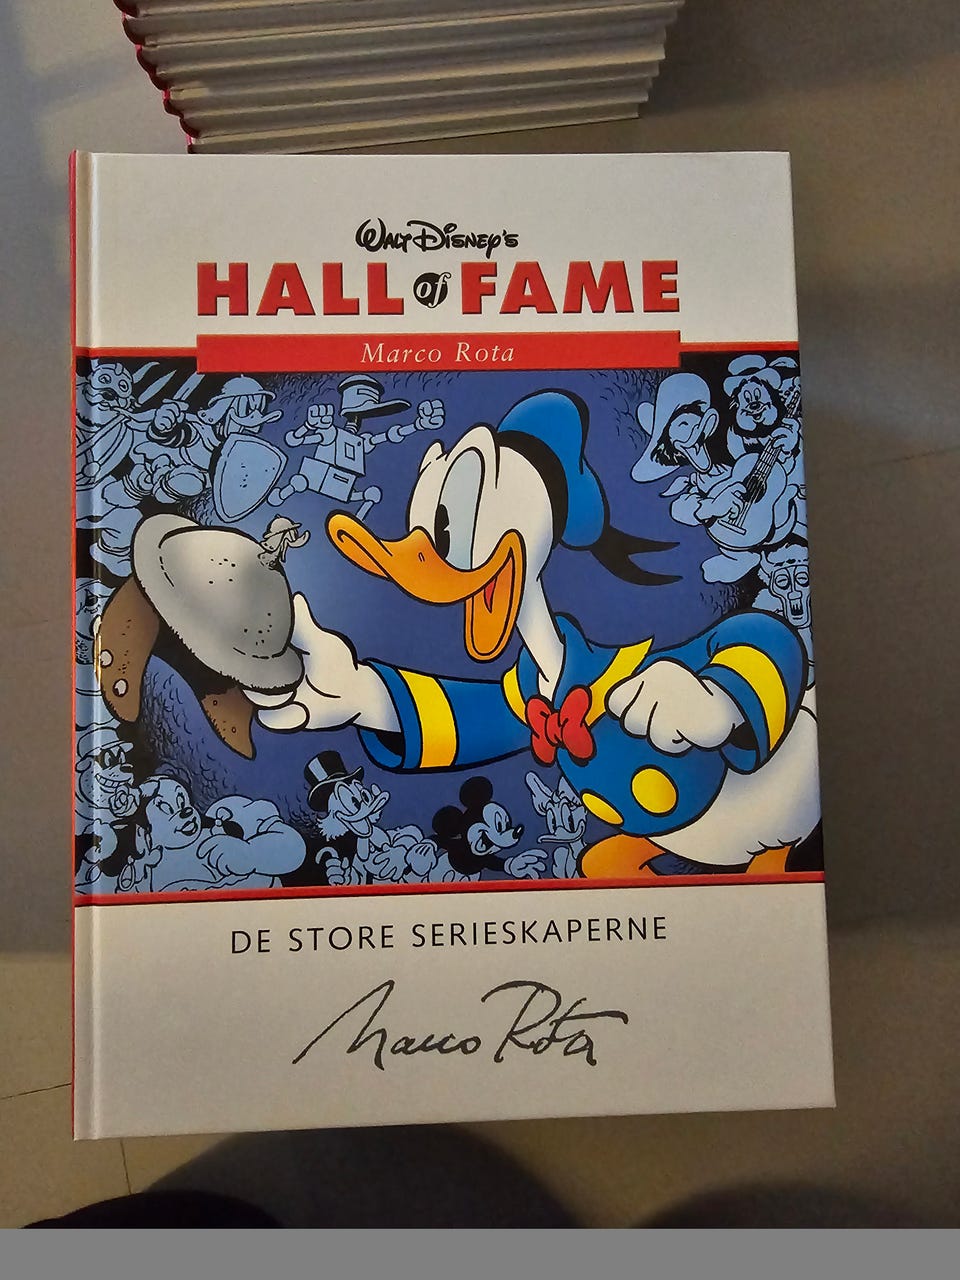 WALT DISNEY'S
HALL of FAME
Marco Rota
DE STORE SERIESKAPERNE
Marco Rota